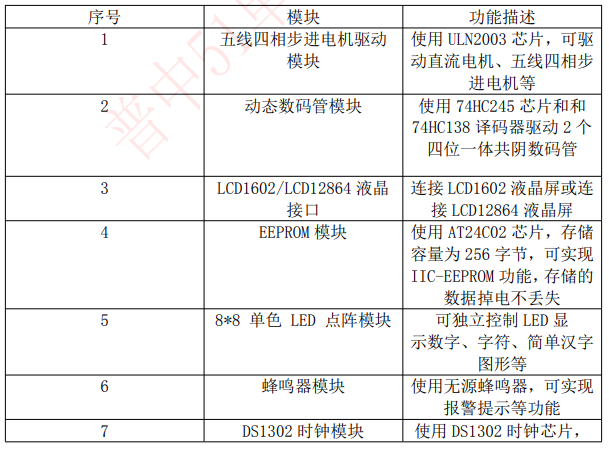 序号 模块 功能描述
1 五线四相步进电机驱动 使用 ULN2003 芯片，可驱
模块 动直流电机、五线四相步
进电机等
2 动态数码管模块 使用 74HC245 芯片和和
74HC138 译码器驱动 2 个
四位一体共阴数码管
3 LCD1602/LCD12864 液晶 连接 LCD1602 液晶屏或连
接口 接 LCD12864 液晶屏
4 EEPROM 模块 使用 AT24C02 芯片，存储
容量为 256 字节，可实现
IIC-EEPROM 功能，存储的
数据掉电不丢失
5 8*8 单色 LED 点阵模块 可独立控制 LED 显
示数字、字符、简单汉字
图形等
6 蜂鸣器模块 使用无源蜂鸣器，可实现
报警提示等功能
7 DS1302 时钟模块 使用 DS1302 时钟芯片，
普中51单